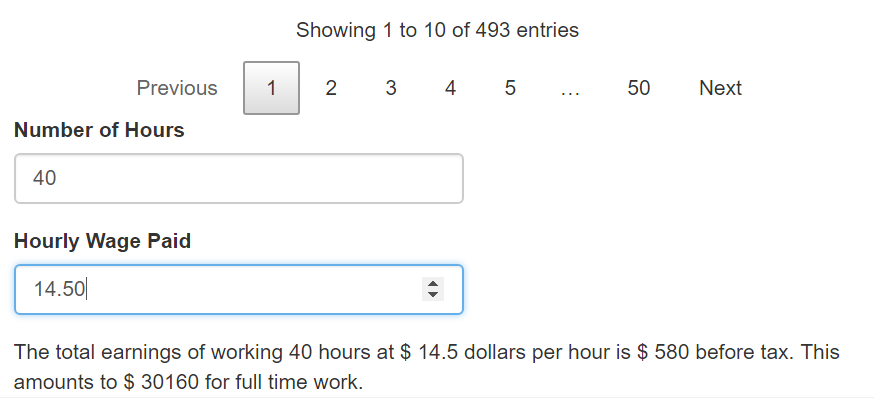 Showing 1 to 10 of 493 entries
Previous 1 2 3 4 5 ... 50 Next
Number of Hours
40
Hourly Wage Paid
14.50
The total earnings of working 40 hours at $ 14.5 dollars per hour is $ 580 before tax. This
amounts to $ 30160 for full time work.